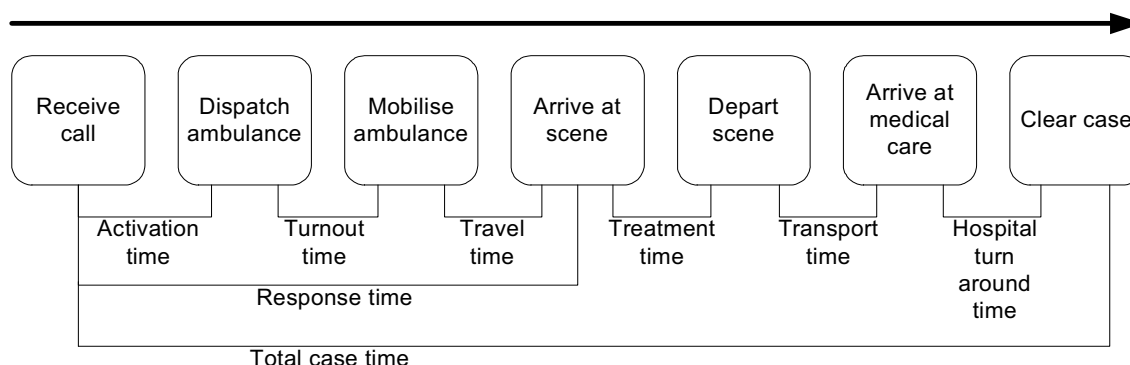 Receive
call
Dispatch
ambulance
Mobilise
ambulance
Arrive at
scene
Depart
scene
Arrive at
medical
care
Clear case
Activation
time
Turnout
time
Travel
time
Treatment
time
Transport
time
Hospital
turn
around
time
Response time
Total case time